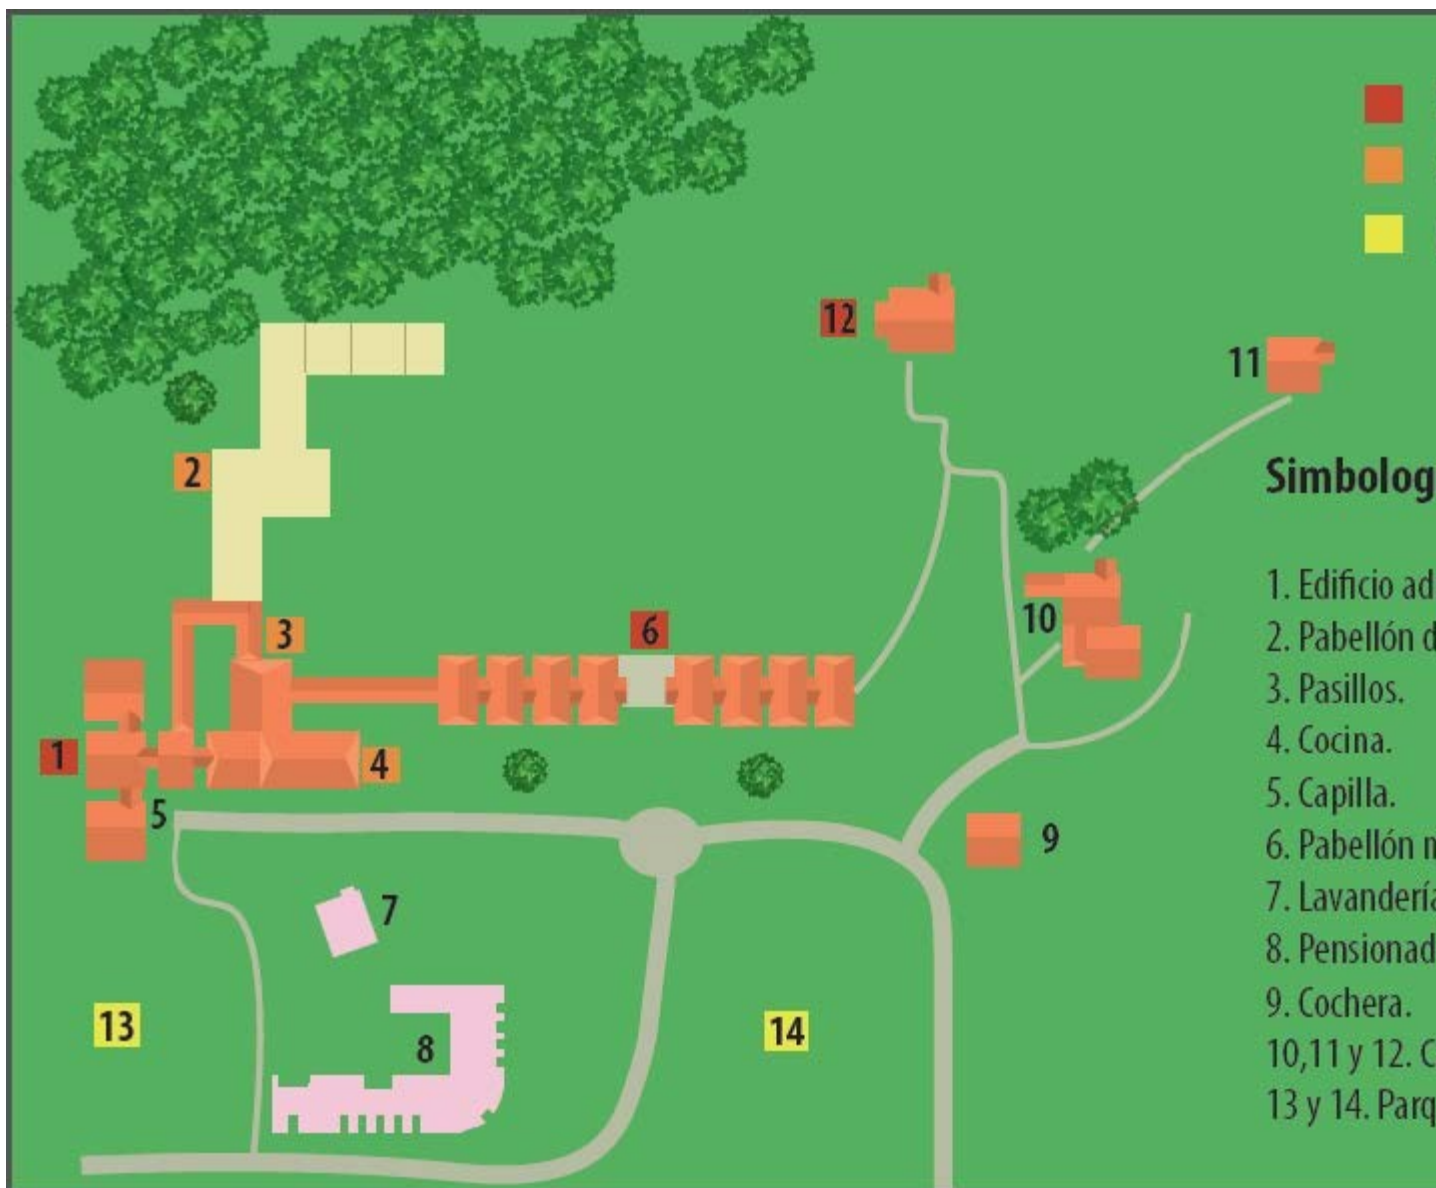 12
11
2
Simbolog
1. Edificio ad
10
6
3
2. Pabellón d
3. Pasillos.
1
4
4. Cocina.
5
5. Capilla.
9
6. Pabellón n
7
7. Lavandería
8. Pensionad
9. Cochera.
13
14
8
10,11 y 12. C
13 y 14. Parq